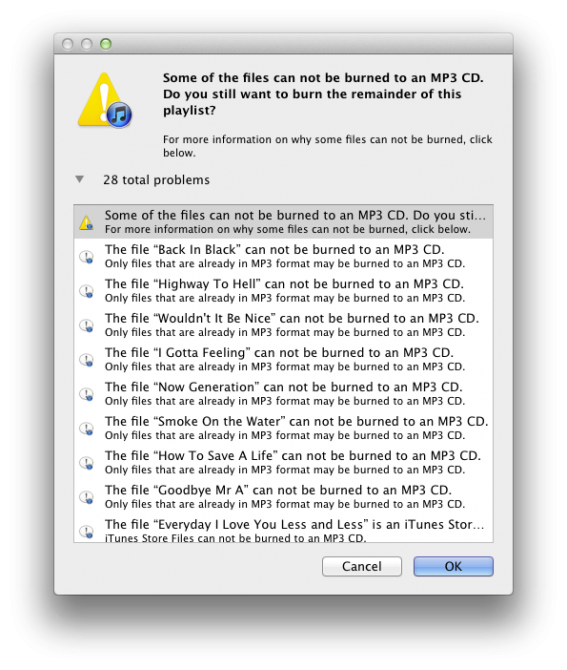 Some of the files can not be burned to an MP3 CD.
Do you still want to burn the remainder of this
playlist?
For more information on why some files can not be burned, click
below.
28 total problems
Some of the files can not be burned to an MP3 CD. Do you sti...
For more information on why some files can not be burned, click below.
The file “Back In Black” can not be burned to an MP3 CD.
Only files that are already in MP3 format may be burned to an MP3 CD.
The file “Highway To Hell” can not be burned to an MP3 CD.
Only files that are already in MP3 format may be burned to an MP3 CD.
The file “Wouldn't It Be Nice” can not be burned to an MP3 CD.
Only files that are already in MP3 format may be burned to an MP3 CD.
The file “I Gotta Feeling” can not be burned to an MP3 CD.
Only files that are already in MP3 format may be burned to an MP3 CD.
The file “Now Generation” can not be burned to an MP3 CD.
Only files that are already in MP3 format may be burned to an MP3 CD.
The file “Smoke On the Water” can not be burned to an MP3 CD.
Only files that are already in MP3 format may be burned to an MP3 CD.
The file “How To Save A Life” can not be burned to an MP3 CD.
Only files that are already in MP3 format may be burned to an MP3 CD.
The file “Goodbye Mr A” can not be burned to an MP3 CD.
Only files that are already in MP3 format may be burned to an MP3 CD.
The file “Everyday I Love You Less and Less” is an iTunes Stor...
iTunes Store Files can not be burned to an MP3 CD.
Cancel
OK